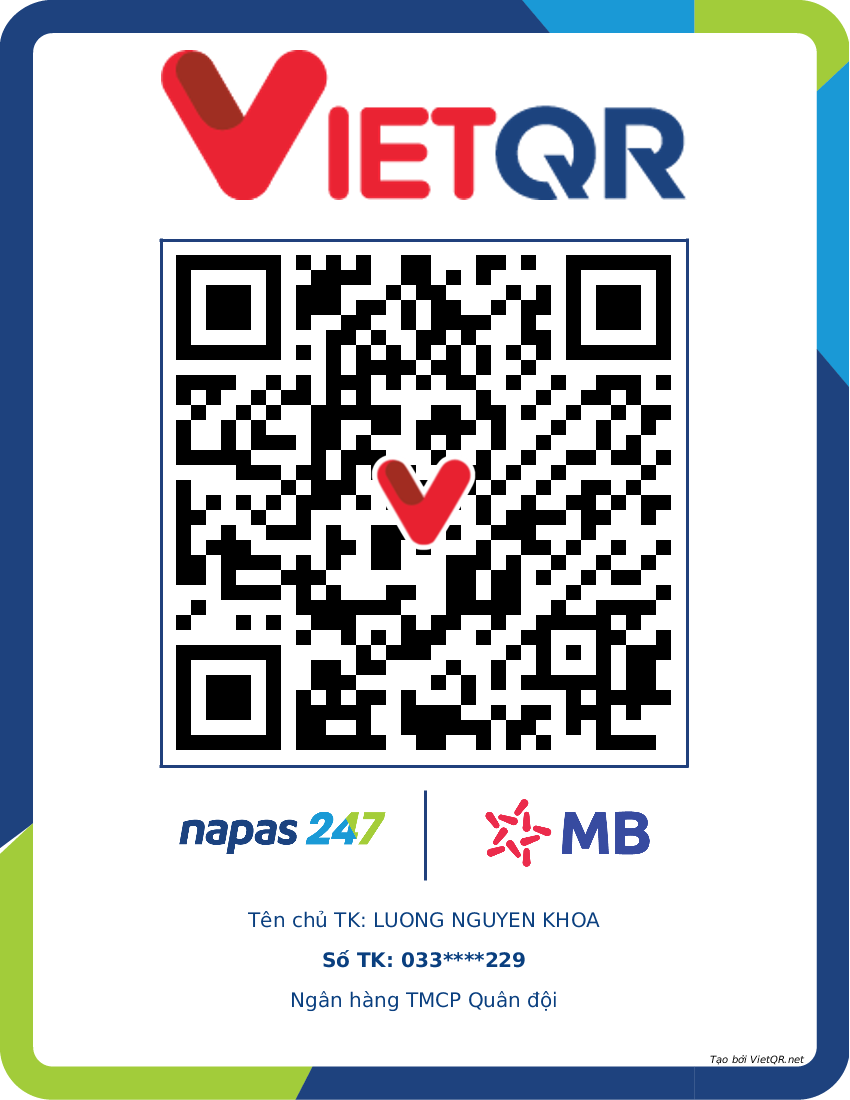 VIETQR
napas 247
MB
Tên chủ TK: LUONG NGUYEN KHOA
Số TK: 033****229
Ngân hàng TMCP Quân đội
Tạo bởi VietQR.net